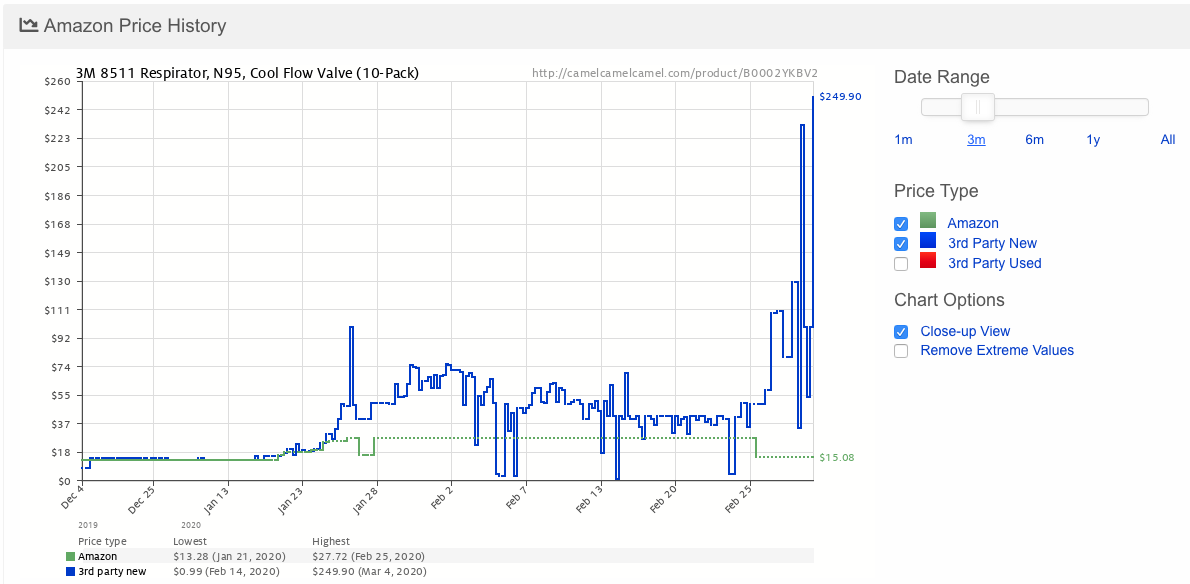 Amazon Price History
3M 8511 Respirator, N95, Cool Flow Valve (10-Pack)
http://camelcamelcamel.com/product/B0002YKBV2
$260
$242
$223
$205
$186
$168
$149
$130
$111
$92
$74
$55
$37
$18
$0
$249.90
$15.08
Dec 4
Dec 25
Jan 13
Jan 23
Jan 28
Feb 2
Feb 7
Feb 13
Feb 20
Feb 25
2019 2020
Price type Lowest Highest
Amazon $13.28 (Jan 21, 2020) $27.72 (Feb 25, 2020)
3rd party new $0.99 (Feb 14, 2020) $249.90 (Mar 4, 2020)
Date Range
1m 3m 6m 1y All
Price Type
Amazon
3rd Party New
3rd Party Used
Chart Options
Close-up View
Remove Extreme Values